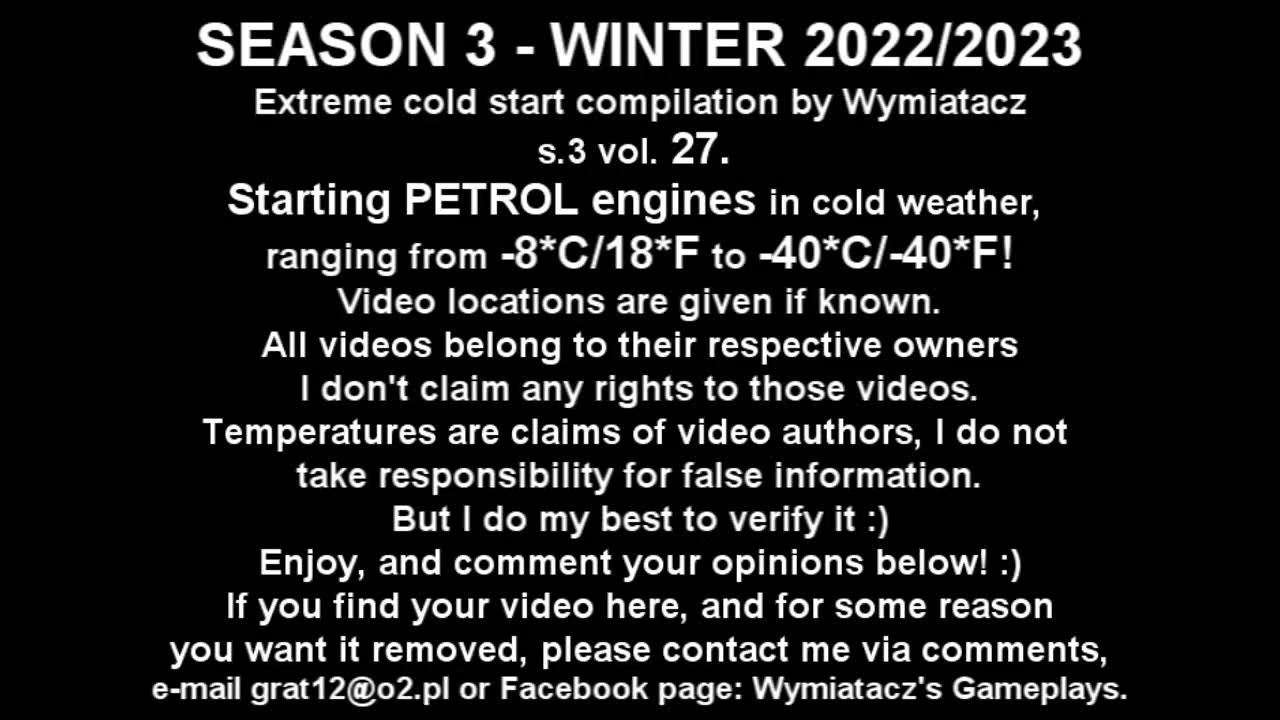 SEASON 3 - WINTER 2022/2023
Extreme cold start compilation by Wymiatacz
s.3 vol. 27.
Starting PETROL engines in cold weather,
ranging from -8*C/18*F to -40*C/-40*F!
Video locations are given if known.
All videos belong to their respective owners
I don't claim any rights to those videos.
Temperatures are claims of video authors, I do not
take responsibility for false information.
But I do my best to verify it :)
Enjoy, and comment your opinions below! :)
If you find your video here, and for some reason
you want it removed, please contact me via comments,
e-mail grat12@o2.pl or Facebook page: Wymiatacz's Gameplays.